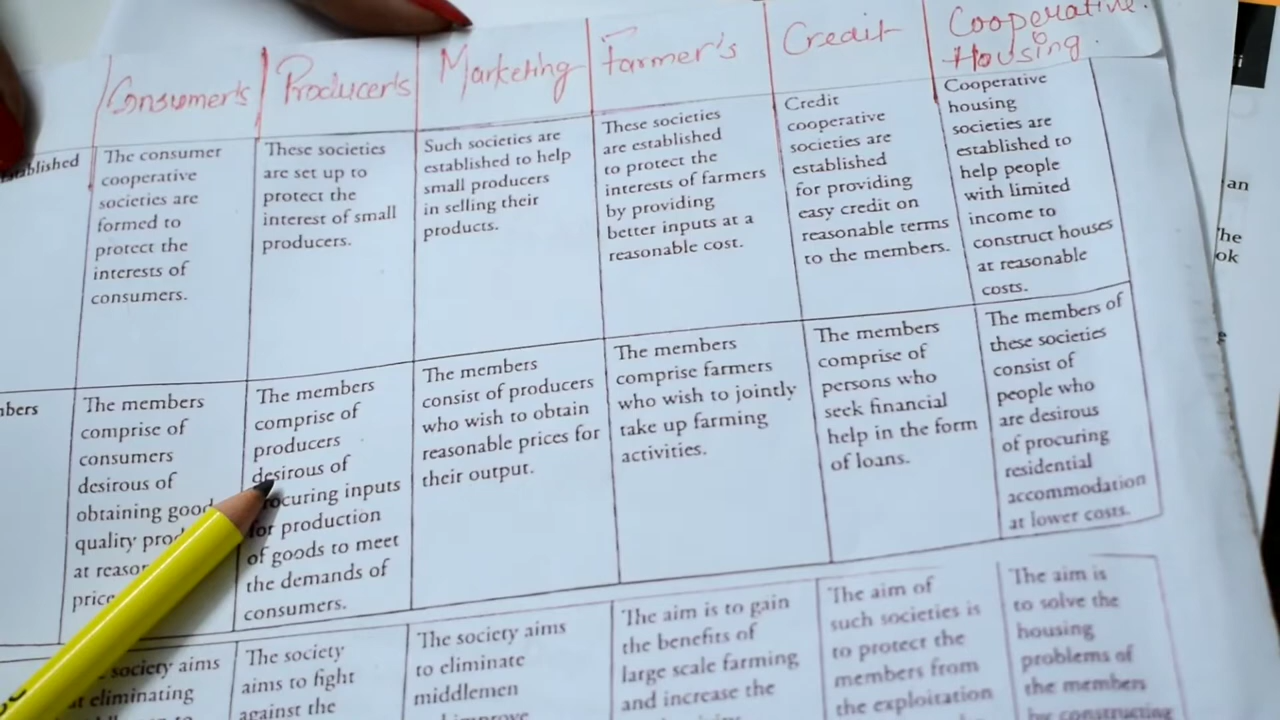 Consumer's
Producer's
Marketing
Farmer's
Credit
Cooperative
Housing.
The consumer
cooperative
societies are
formed to
protect the
interests of
consumers.
These societies
are set up to
protect the
interest of small
producers.
Such societies are
established to help
small producers
in selling their
products.
These societies
are established
to protect the
interests of farmers
by providing
better inputs at a
reasonable cost.
Credit
cooperative
societies are
established
for providing
easy credit on
reasonable terms
to the members.
Cooperative
housing
societies are
established to
help people
with limited
income to
construct houses
at reasonable
costs.
The members
comprise of
consumers
desirous of
obtaining good
quality
at
The members
comprise of
producers
desirous of
procuring inputs
for production
of goods to meet
the demands of
consumers.
The members
consist of producers
who wish to obtain
reasonable prices for
their output.
The members
comprise farmers
who wish to jointly
take up farming
activities.
The members
comprise of
persons who
seek financial
help in the form
of loans.
The members of
these societies
consist of
people who
are desirous
of procuring
residential
accommodation
at lower costs.
society aims
eliminating
The society
aims to fight
against the
The society aims
to eliminate
middlemen
The aim is to gain
the benefits of
large scale farming
and increase the
The aim of
such societies is
to protect the
members from
the exploitation
The aim is
to solve the
housing
problems of
the members
by constructing
an
ok